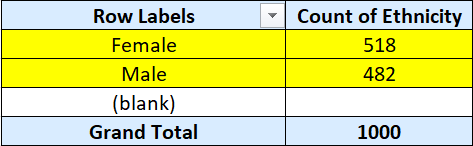 Row Labels Count of Ethnicity
Female 518
Male 482
(blank)
Grand Total 1000